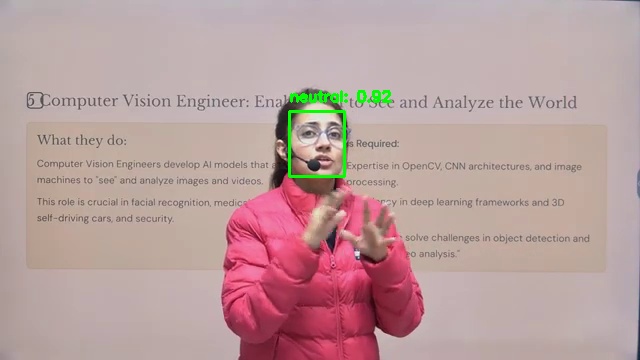 neutral: 0.92
6 Computer Vision Engineer: Ena to See and Analyze the World
What they do:
s Required:
Computer Vision Engineers develop AI models that a
Expertise in OpenCV, CNN architectures, and image
machines to "see" and analyze images and videos.
processing.
This role is crucial in facial recognition, medic
ncy in deep learning frameworks and 3D
self-driving cars, and security.
solve challenges in object detection and
eo analysis."